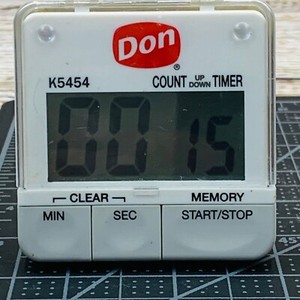 Don®
K5454 COUNT UP DOWN TIMER
00 15
CLEAR MEMORY
MIN SEC START/STOP